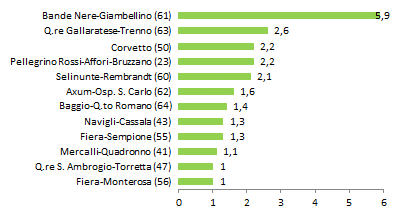 Bande Nere-Giambellino (61) 5,9
Q.re Gallaratese-Trenno (63) 2,6
Corvetto (50) 2,2
Pellegrino Rossi-Affori-Bruzzano (23) 2,2
Selinunte-Rembrandt (60) 2,1
Axum-Osp. S. Carlo (62) 1,6
Baggio-Q.to Romano (64) 1,4
Navigli-Cassala (43) 1,3
Fiera-Sempione (55) 1,3
Mercalli-Quadronno (41) 1,1
Q.re S. Ambrogio-Torretta (47) 1
Fiera-Monterosa (56) 1
0 1 2 3 4 5 6